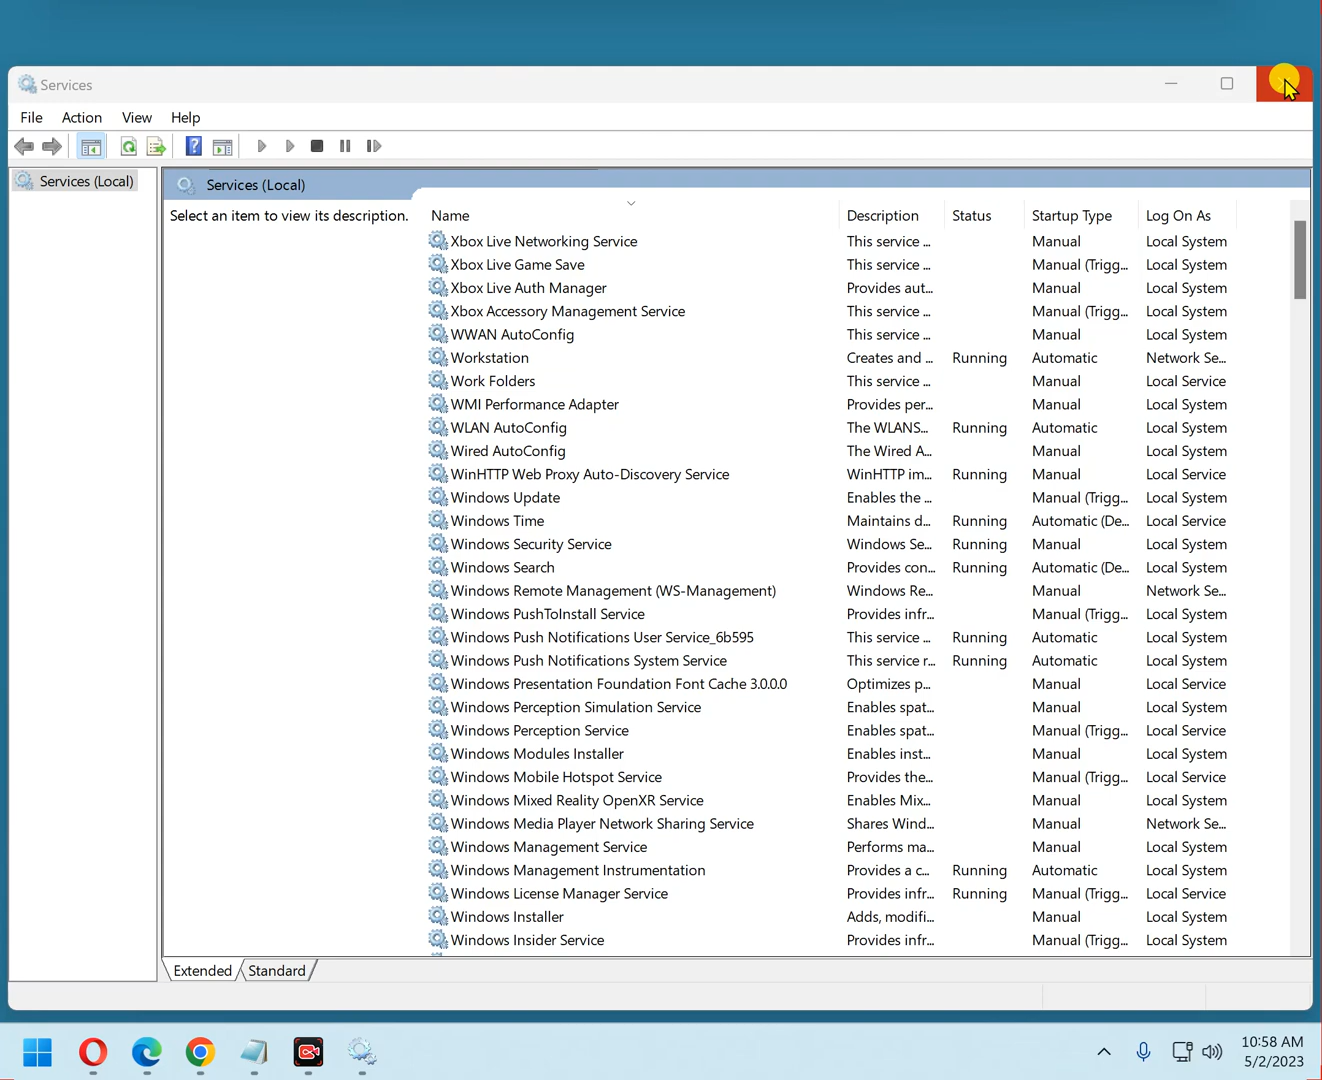 Services
File Action View Help
Services (Local)
Services (Local)
Select an item to view its description.
Name Description Status Startup Type Log On As
Xbox Live Networking Service This service ... Manual Local System
Xbox Live Game Save This service ... Manual (Trigg... Local System
Xbox Live Auth Manager Provides aut... Manual Local System
Xbox Accessory Management Service This service ... Manual (Trigg... Local System
WWAN AutoConfig This service ... Manual Local System
Workstation Creates and ... Running Automatic Network Se...
Work Folders This service ... Manual Local Service
WMI Performance Adapter Provides per... Manual Local System
WLAN AutoConfig The WLANS... Running Automatic Local System
Wired AutoConfig The Wired A... Manual Local System
WinHTTP Web Proxy Auto-Discovery Service WinHTTP im... Running Manual Local Service
Windows Update Enables the ... Manual (Trigg... Local System
Windows Time Maintains d... Running Automatic (De... Local Service
Windows Security Service Windows Se... Running Manual Local System
Windows Search Provides con... Running Automatic (De... Local System
Windows Remote Management (WS-Management) Windows Re... Manual Network Se...
Windows PushToInstall Service Provides infr... Manual (Trigg... Local System
Windows Push Notifications User Service_6b595 This service ... Running Automatic Local System
Windows Push Notifications System Service This service r... Running Automatic Local System
Windows Presentation Foundation Font Cache 3.0.0.0 Optimizes p... Manual Local Service
Windows Perception Simulation Service Enables spat... Manual Local System
Windows Perception Service Enables spat... Manual (Trigg... Local Service
Windows Modules Installer Enables inst... Manual Local System
Windows Mobile Hotspot Service Provides the... Manual (Trigg... Local Service
Windows Mixed Reality OpenXR Service Enables Mix... Manual Local System
Windows Media Player Network Sharing Service Shares Wind... Manual Network Se...
Windows Management Service Performs ma... Manual Local System
Windows Management Instrumentation Provides a c... Running Automatic Local System
Windows License Manager Service Provides infr... Running Manual (Trigg... Local Service
Windows Installer Adds, modifi... Manual Local System
Windows Insider Service Provides infr... Manual (Trigg... Local System
Extended Standard
10:58 AM
5/2/2023